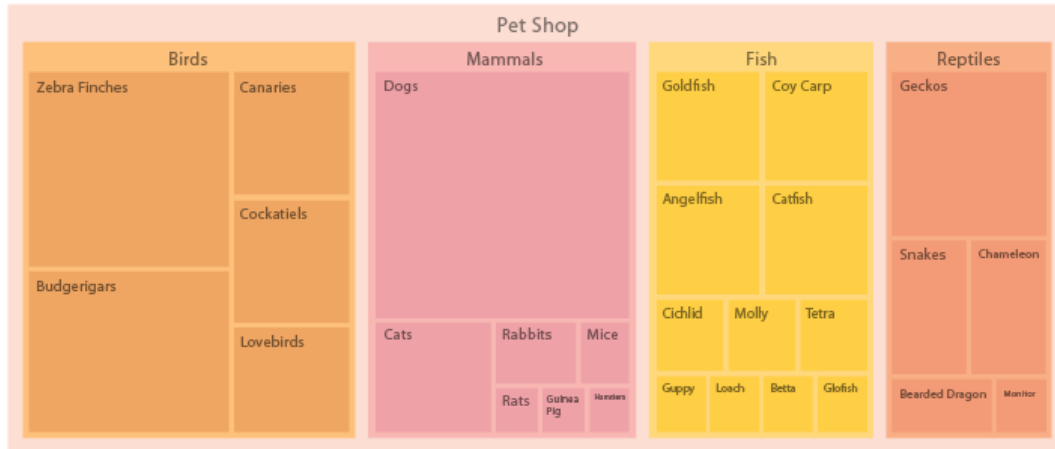 Pet Shop
Birds
Zebra Finches
Canaries
Cockatiels
Budgerigars
Lovebirds
Mammals
Dogs
Cats
Rabbits
Mice
Rats
Guinea
Pig
Hamsters
Fish
Goldfish
Coy Carp
Angelfish
Catfish
Cichlid
Molly
Tetra
Guppy
Loach
Betta
Glofish
Reptiles
Geckos
Snakes
Chameleon
Bearded Dragon
Monitor